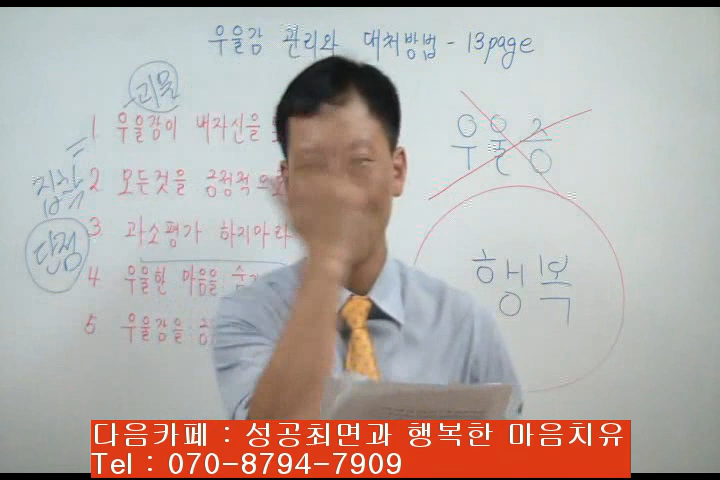 우울감 관리와 대처방법 - 13page
괴물
1 우울감이 내자신을
집착 2 모든것을 긍정적으로
단점 3 과소평가 하지마라
4 우울한 마음을 숨기
5 우울감을
우울증
행복
다음카페 : 성공최면과 행복한 마음치유
Tel : 070-8794-7909